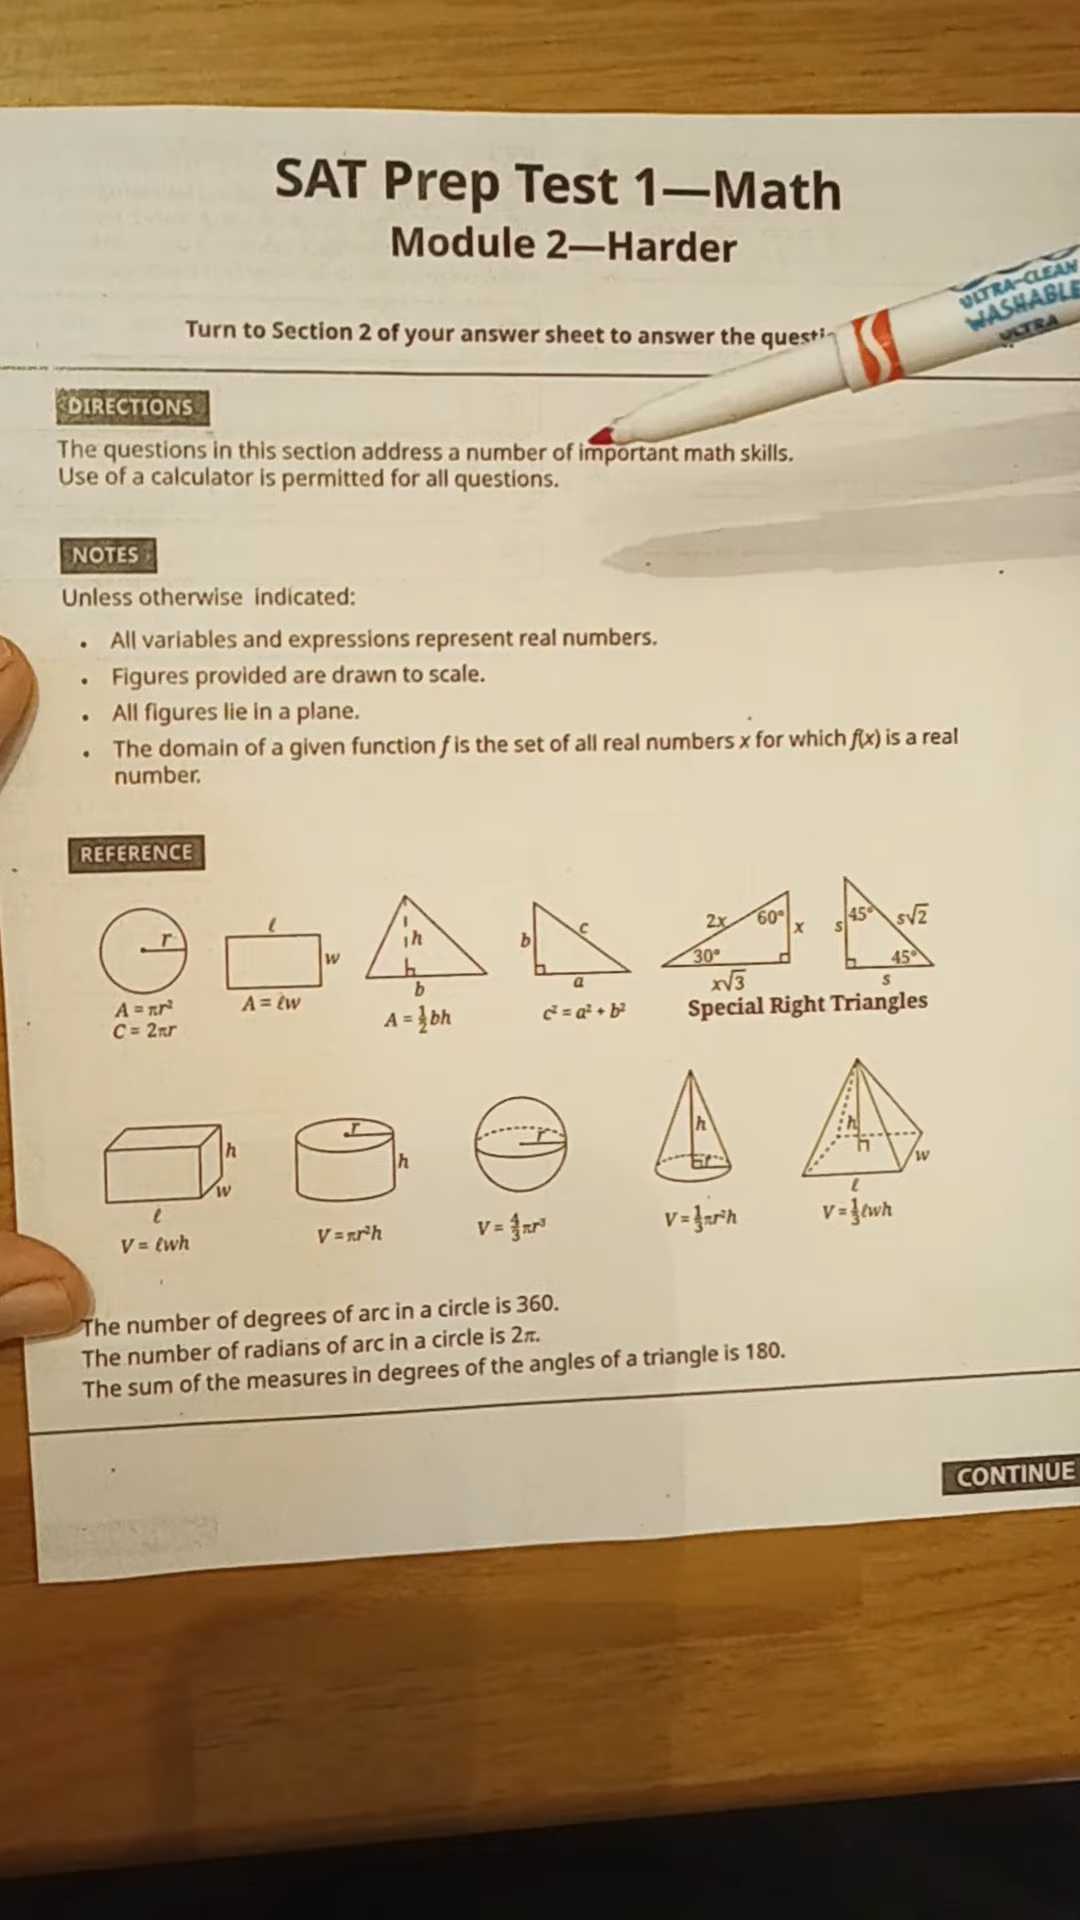 SAT Prep Test 1—Math
Module 2—Harder
ULTRA-CLEAN
WASHABLE
ULTRA
Turn to Section 2 of your answer sheet to answer the
DIRECTIONS
The questions in this section address a number of important math skills.
Use of a calculator is permitted for all questions.
NOTES
Unless otherwise indicated:
• All variables and expressions represent real numbers.
• Figures provided are drawn to scale.
• All figures lie in a plane.
• The domain of a given function f is the set of all real numbers x for which f(x) is a real
number.
REFERENCE
r
A = πr²
C = 2πr
ℓ
w
A = ℓw
h
b
A = ½bh
b
c
a
c² = a² + b²
2x
60°
x
30°
x√3
s
45°
s√2
45°
s
Special Right Triangles
h
w
ℓ
V = ℓwh
r
h
V = πr²h
r
V = 4/3 πr³
h
r
V = 1/3 πr²h
h
w
ℓ
V = 1/3 ℓwh
The number of degrees of arc in a circle is 360.
The number of radians of arc in a circle is 2π.
The sum of the measures in degrees of the angles of a triangle is 180.
CONTINUE